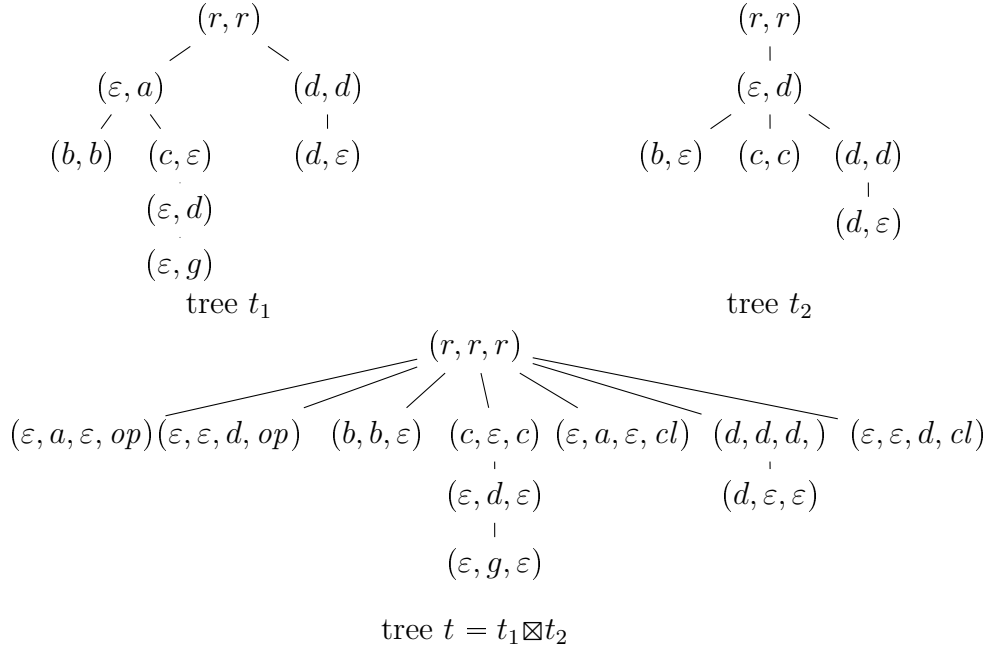 (r, r) (r, r)
(ε, a) (d, d) (ε, d)
(b, b) (c, ε) (d, ε) (b, ε) (c, c) (d, d)
(ε, d) (d, ε)
(ε, g)
tree t₁ tree t₂
(r, r, r)
(ε, a, ε, op) (ε, ε, d, op) (b, b, ε) (c, ε, c) (ε, a, ε, cl) (d, d, d, ) (ε, ε, d, cl)
(ε, d, ε) (d, ε, ε)
(ε, g, ε)
tree t = t₁⊠t₂